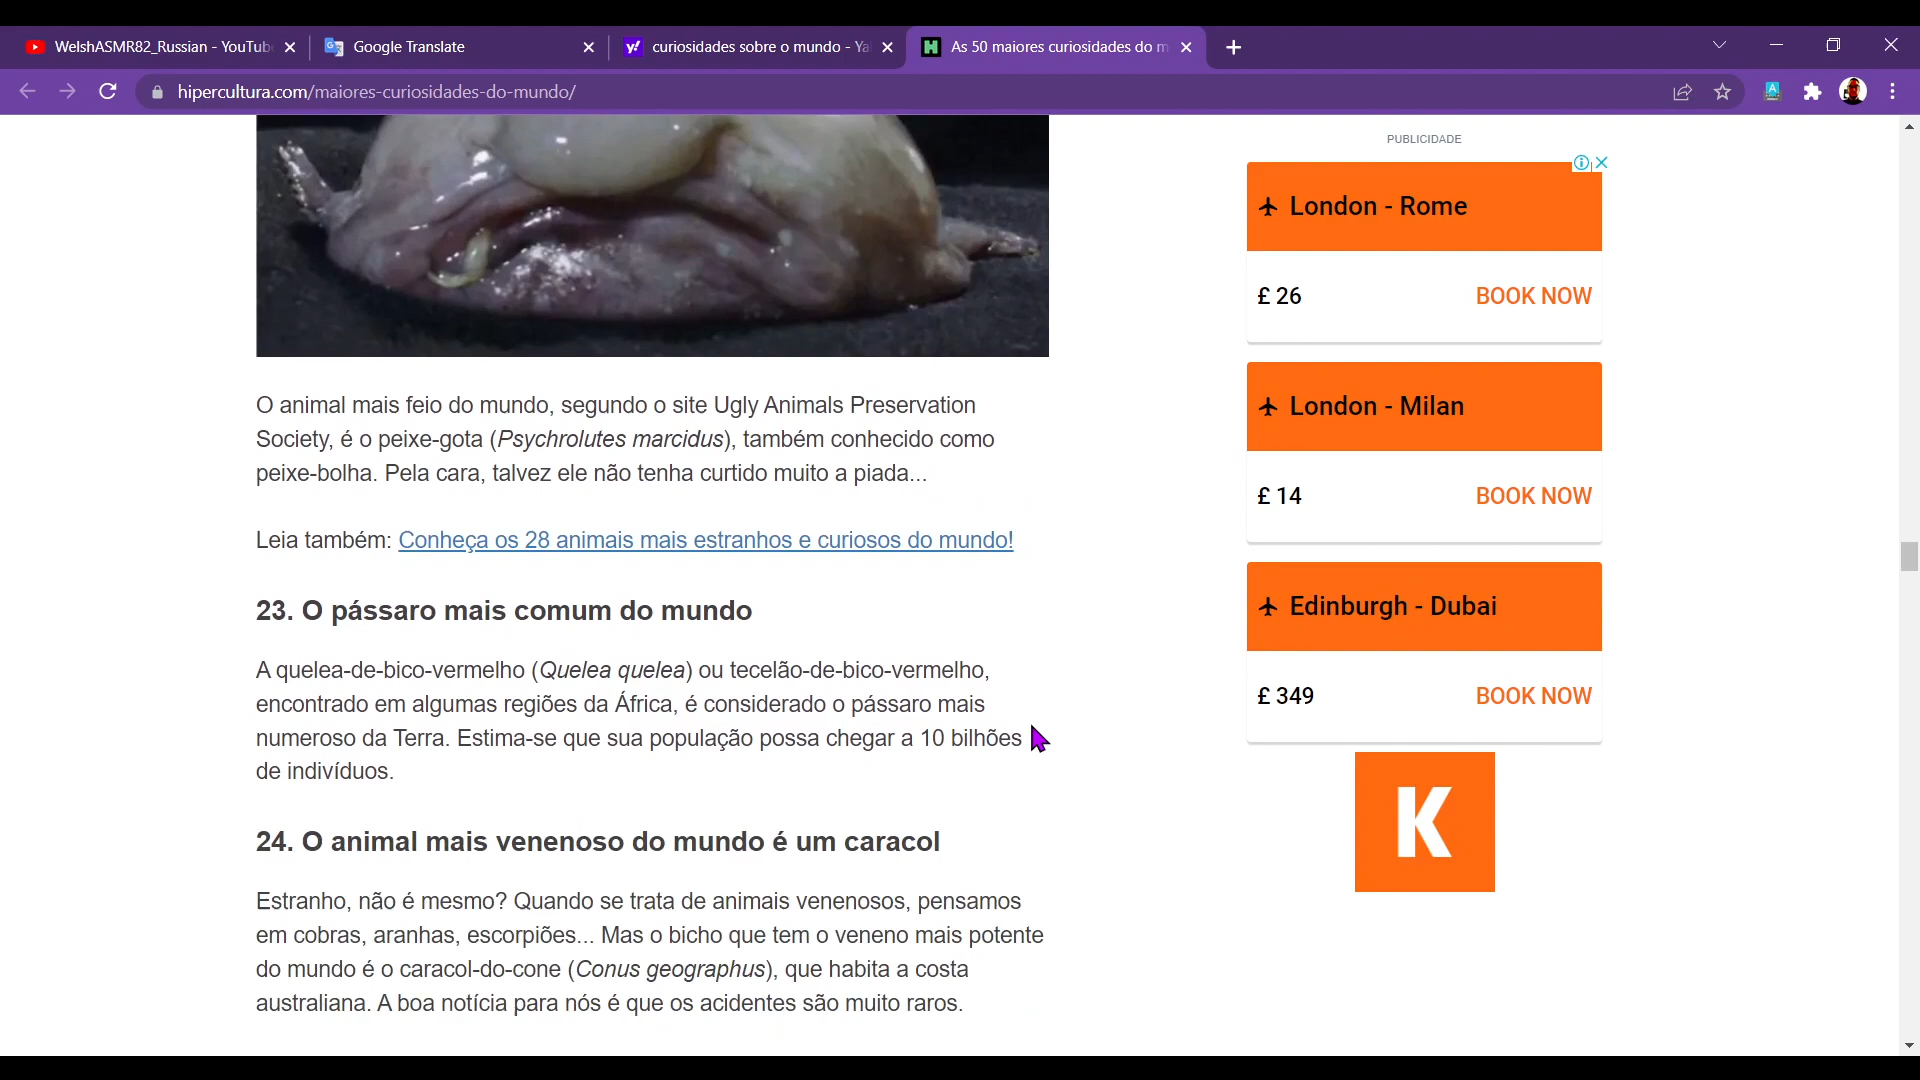 WelshASMR82_Russian - YouTub
Google Translate
curiosidades sobre o mundo - Ya
As 50 maiores curiosidades do m
hipercultura.com/maiores-curiosidades-do-mundo/
O animal mais feio do mundo, segundo o site Ugly Animals Preservation
Society, é o peixe-gota (Psychrolutes marcidus), também conhecido como
peixe-bolha. Pela cara, talvez ele não tenha curtido muito a piada...
Leia também: Conheça os 28 animais mais estranhos e curiosos do mundo!
23. O pássaro mais comum do mundo
A quelea-de-bico-vermelho (Quelea quelea) ou tecelão-de-bico-vermelho,
encontrado em algumas regiões da África, é considerado o pássaro mais
numeroso da Terra. Estima-se que sua população possa chegar a 10 bilhões
de indivíduos.
24. O animal mais venenoso do mundo é um caracol
Estranho, não é mesmo? Quando se trata de animais venenosos, pensamos
em cobras, aranhas, escorpiões... Mas o bicho que tem o veneno mais potente
do mundo é o caracol-do-cone (Conus geographus), que habita a costa
australiana. A boa notícia para nós é que os acidentes são muito raros.
PUBLICIDADE
London - Rome
£ 26 BOOK NOW
London - Milan
£ 14 BOOK NOW
Edinburgh - Dubai
£ 349 BOOK NOW
K